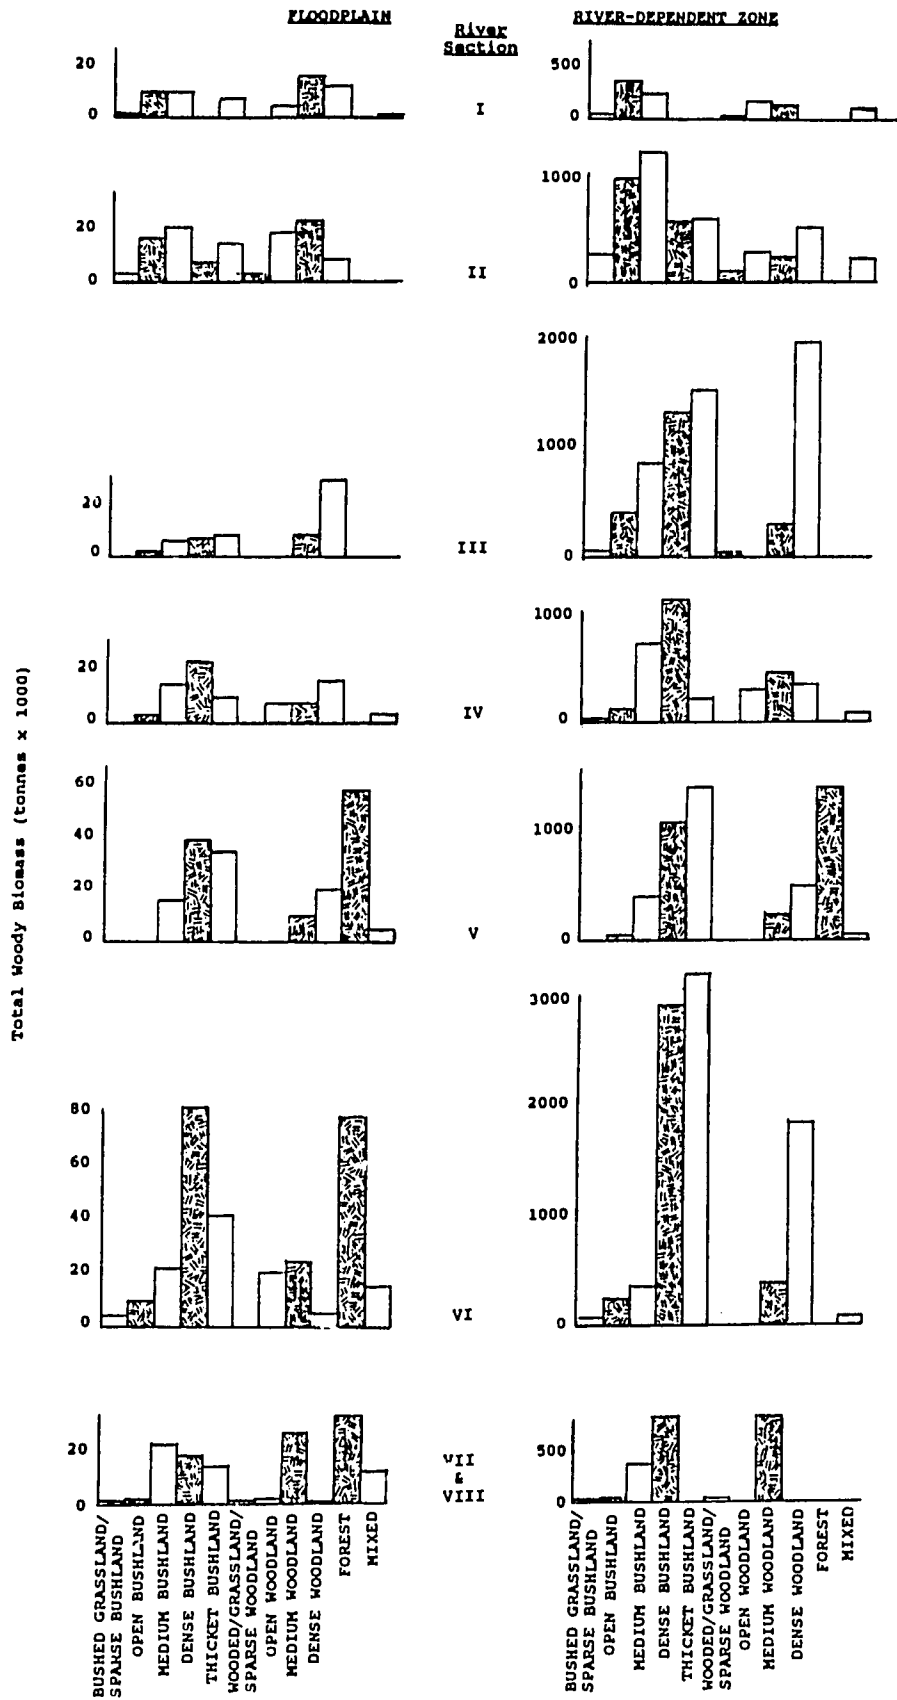 FLOODPLAIN
River
Section
RIVER-DEPENDENT ZONE
20
0
I
500
0
20
0
II
1000
0
20
0
III
2000
1000
0
20
0
IV
1000
0
60
40
20
0
V
1000
0
80
60
40
20
0
VI
3000
2000
1000
0
20
0
VII
&
VIII
500
0
Total Woody Biomass (tonnes x 1000)
BUSHED GRASSLAND/
SPARSE BUSHLAND
OPEN BUSHLAND
MEDIUM BUSHLAND
DENSE BUSHLAND
THICKET BUSHLAND
WOODED/GRASSLAND/
SPARSE WOODLAND
OPEN WOODLAND
MEDIUM WOODLAND
DENSE WOODLAND
FOREST
MIXED
BUSHED GRASSLAND/
SPARSE BUSHLAND
OPEN BUSHLAND
MEDIUM BUSHLAND
DENSE BUSHLAND
THICKET BUSHLAND
WOODED/GRASSLAND/
SPARSE WOODLAND
OPEN WOODLAND
MEDIUM WOODLAND
DENSE WOODLAND
FOREST
MIXED